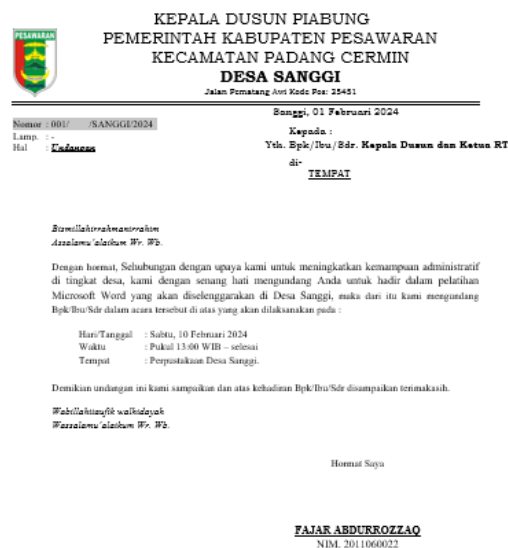 KEPALA DUSUN PIABUNG
PEMERINTAH KABUPATEN PESAWARAN
KECAMATAN PADANG CERMIN
DESA SANGGI
Jalan Pematang Awi Kode Pos: 35451
PESAWARAN
Sanggi, 01 Februari 2024
Nomor : 001/ /SANGGI/2024
Lamp. : -
Hal : Undangan
Kepada :
Yth. Bpk/Ibu/Sdr. Kepala Dusun dan Ketua RT
di-
TEMPAT
Bismillahirrahmanirrahim
Assalamu'alaikum Wr. Wb.
Dengan hormat, Sehubungan dengan upaya kami untuk meningkatkan kemampuan administratif
di tingkat desa, kami dengan senang hati mengundang Anda untuk hadir dalam pelatihan
Microsoft Word yang akan diselenggarakan di Desa Sanggi, maka dari itu kami mengundang
Bpk/Ibu/Sdr dalam acara tersebut di atas yang akan dilaksanakan pada :
Hari/Tanggal : Sabtu, 10 Februari 2024
Waktu : Pukul 13:00 WIB – selesai
Tempat : Perpustakaan Desa Sanggi.
Demikian undangan ini kami sampaikan dan atas kehadiran Bpk/Ibu/Sdr disampaikan terimakasih.
Wabillahitaufik walhidayah
Wassalamu'alaikum Wr. Wb.
Hormat Saya
FAJAR ABDURROZZAQ
NIM. 2011060022